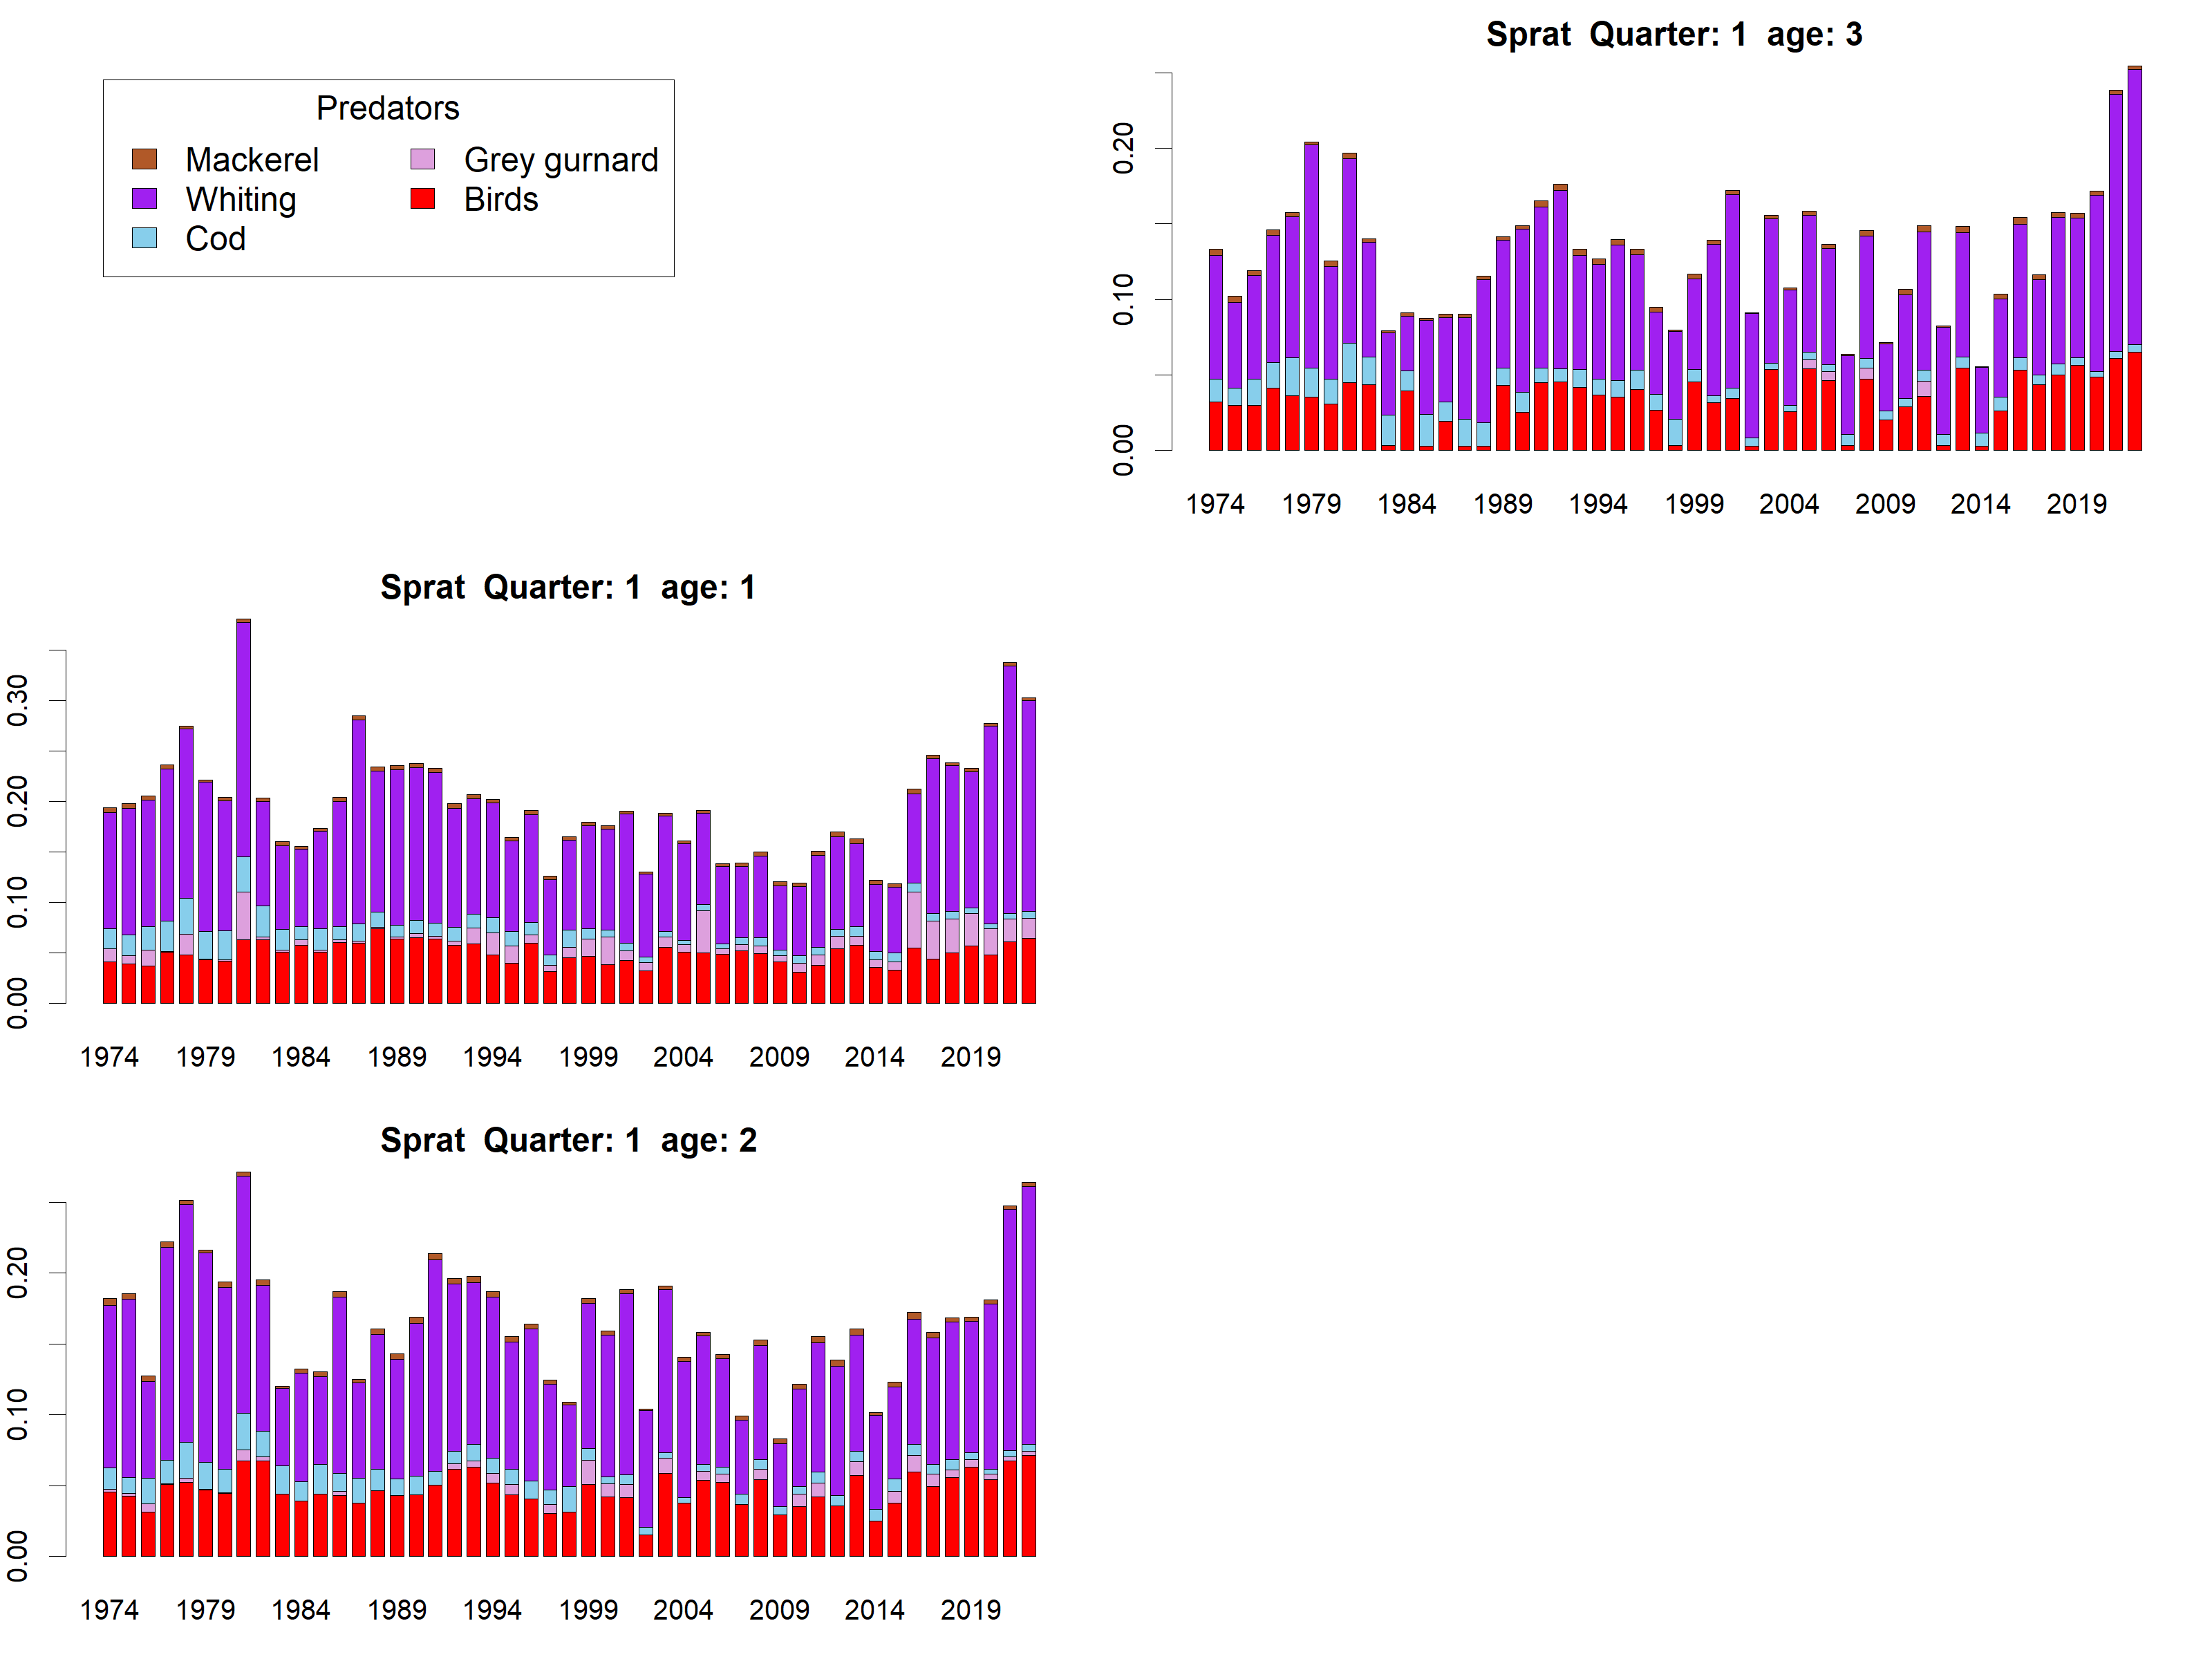 Predators
Mackerel Grey gurnard
Whiting Birds
Cod
Sprat Quarter: 1 age: 3
0.20
0.10
0.00
1974 1979 1984 1989 1994 1999 2004 2009 2014 2019
Sprat Quarter: 1 age: 1
0.30
0.20
0.10
0.00
1974 1979 1984 1989 1994 1999 2004 2009 2014 2019
Sprat Quarter: 1 age: 2
0.20
0.10
0.00
1974 1979 1984 1989 1994 1999 2004 2009 2014 2019